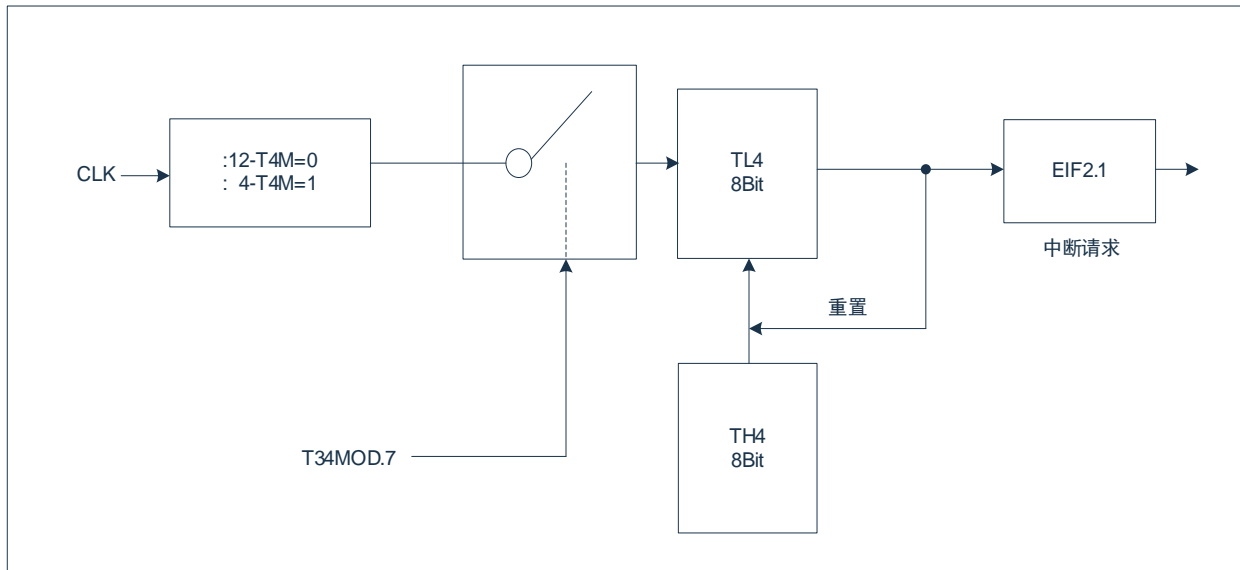 CLK
:12-T4M=0
: 4-T4M=1
TL4
8Bit
EIF2.1
中断请求
重置
TH4
8Bit
T34MOD.7